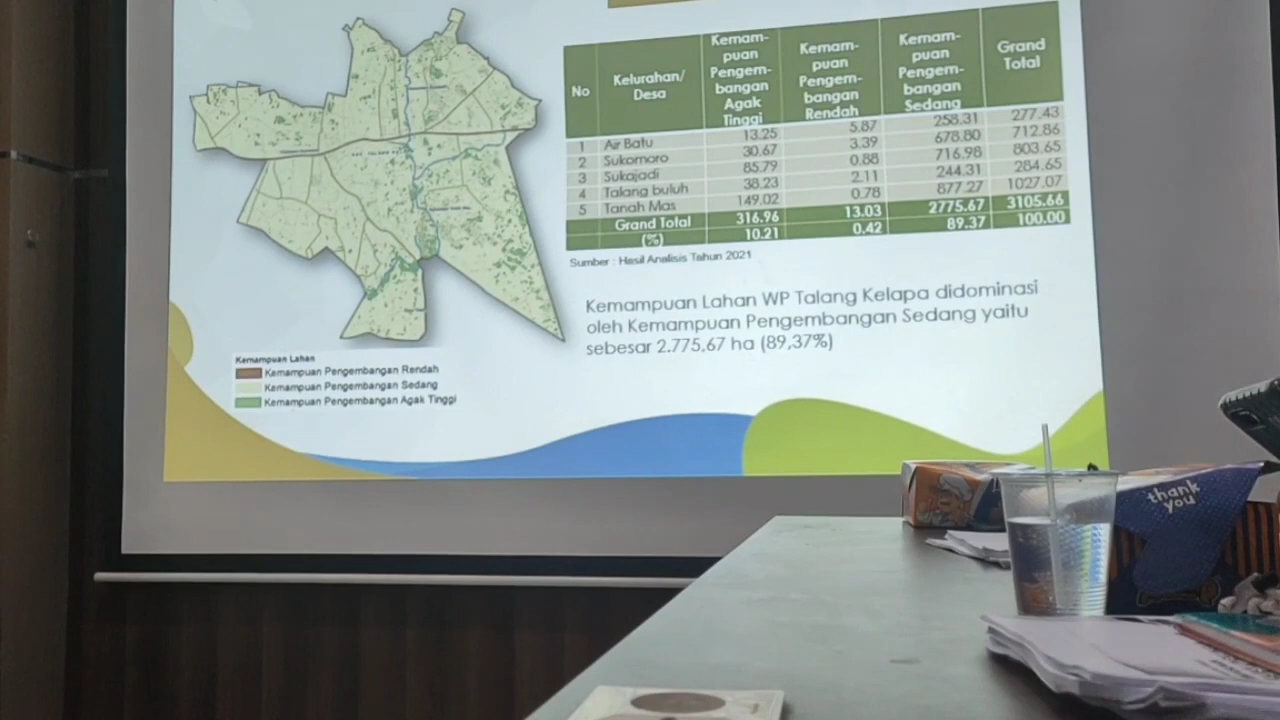 No Kelurahan/ Desa Kemam- puan Pengem- bangan Agak Tinggi Kemam- puan Pengem- bangan Rendah Kemam- puan Pengem- bangan Sedang Grand Total
1 Air Batu 13.25 5.87 258.31 277.43
2 Sukomoro 30.67 3.39 678.80 712.86
3 Sukajadi 85.79 0.88 716.98 803.65
4 Talang buluh 38.23 2.11 244.31 284.65
5 Tanah Mas 149.02 0.78 877.27 1027.07
Grand Total 316.96 13.03 2775.67 3105.66
(%) 10.21 0.42 89.37 100.00
Sumber : Hasil Analisis Tahun 2021
Kemampuan Lahan WP Talang Kelapa didominasi
oleh Kemampuan Pengembangan Sedang yaitu
sebesar 2.775,67 ha (89,37%)
Kemampuan Lahan
Kemampuan Pengembangan Rendah
Kemampuan Pengembangan Sedang
Kemampuan Pengembangan Agak Tinggi
thank
you